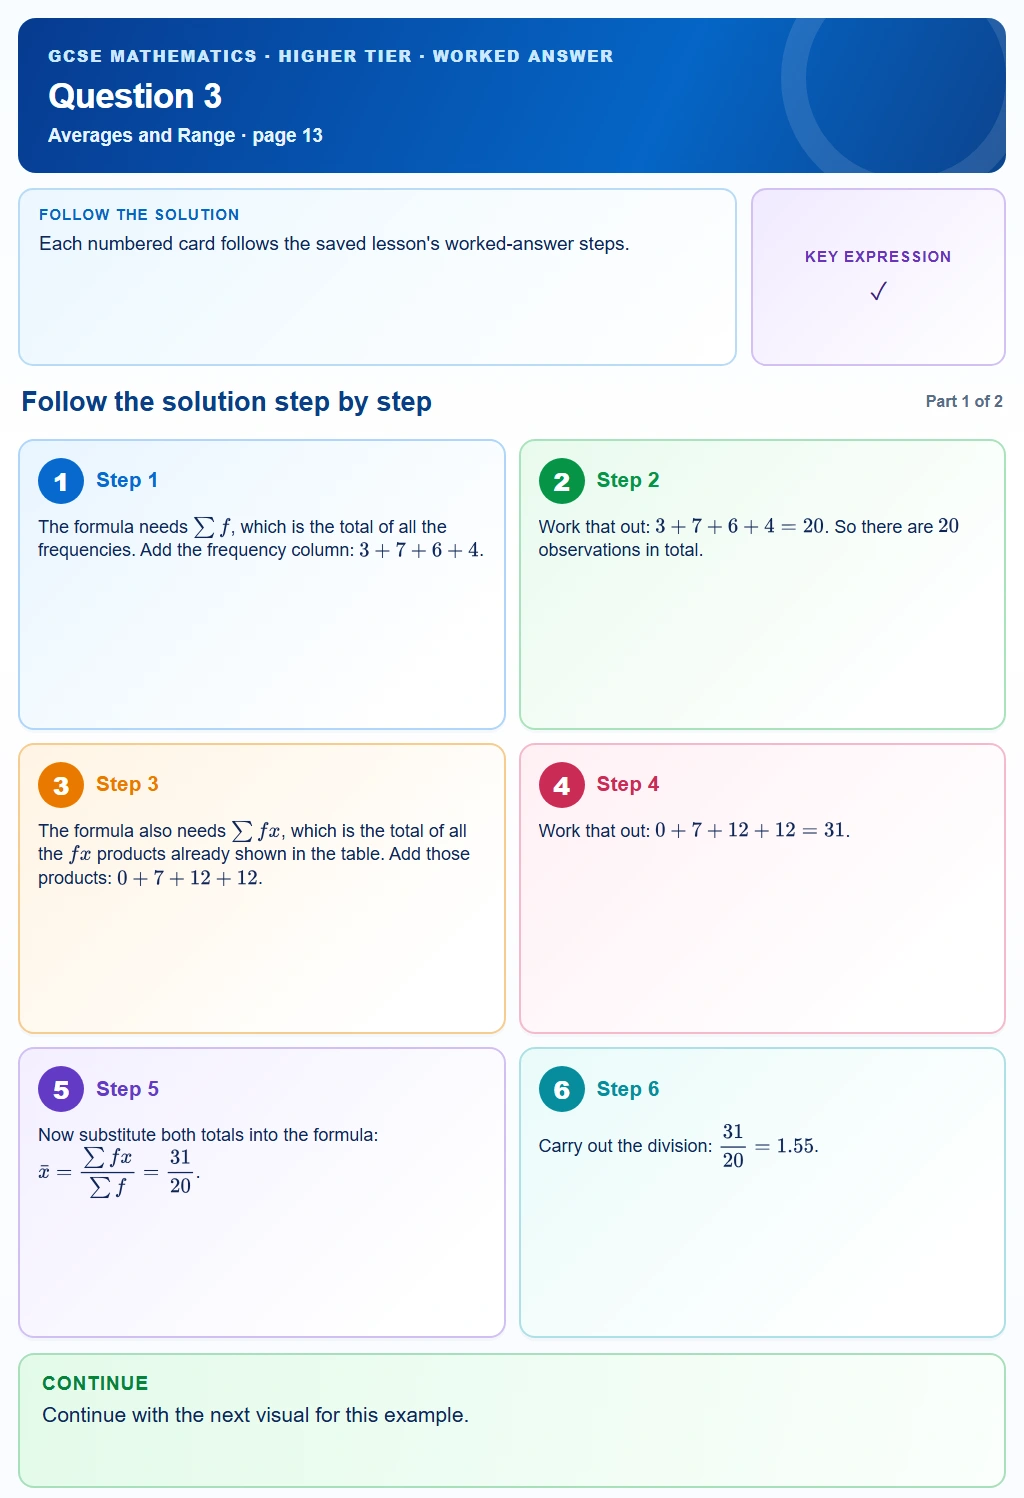 GCSE MATHEMATICS · HIGHER TIER · WORKED ANSWER
Question 3
Averages and Range · page 13
FOLLOW THE SOLUTION
Each numbered card follows the saved lesson's worked-answer steps.
KEY EXPRESSION
✓
Follow the solution step by step
Part 1 of 2
1 Step 1
The formula needs ∑ f, which is the total of all the
frequencies. Add the frequency column: 3 + 7 + 6 + 4.
2 Step 2
Work that out: 3 + 7 + 6 + 4 = 20. So there are 20
observations in total.
3 Step 3
The formula also needs ∑ fx, which is the total of all
the fx products already shown in the table. Add those
products: 0 + 7 + 12 + 12.
4 Step 4
Work that out: 0 + 7 + 12 + 12 = 31.
5 Step 5
Now substitute both totals into the formula:
x̄ = ∑ fx / ∑ f = 31 / 20.
6 Step 6
Carry out the division: 31 / 20 = 1.55.
CONTINUE
Continue with the next visual for this example.